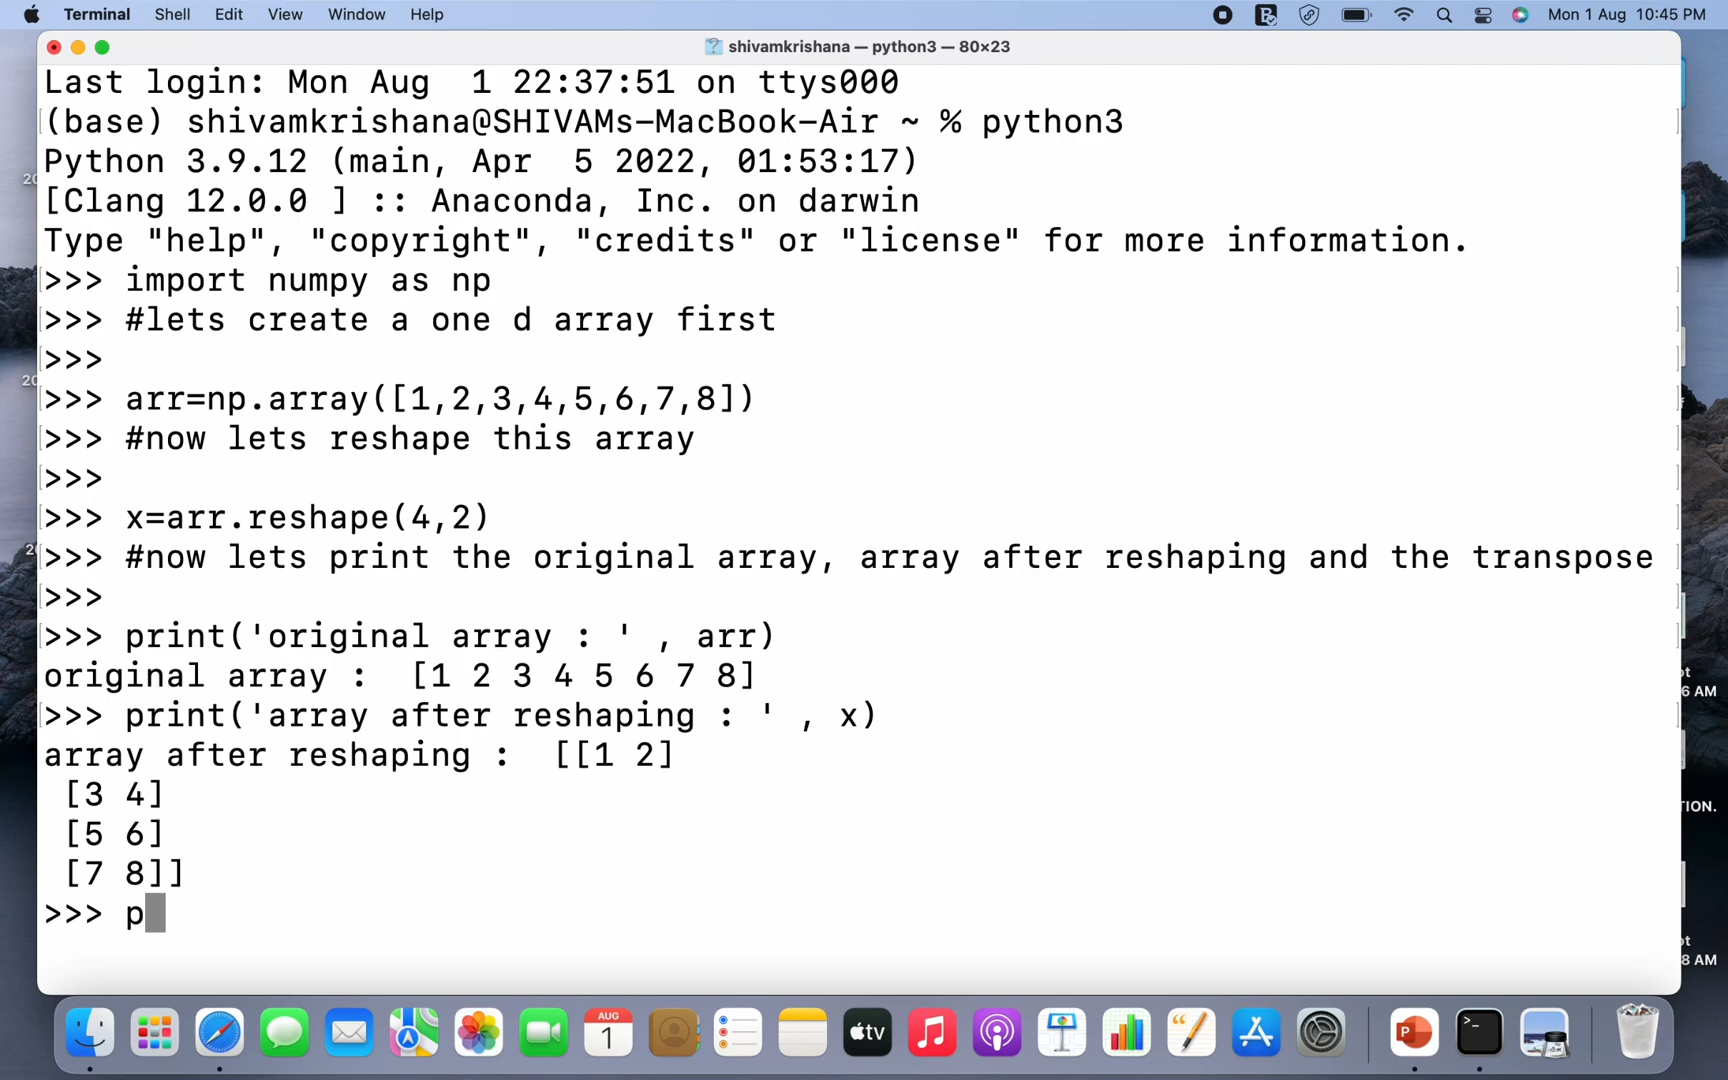 Terminal Shell Edit View Window Help Mon 1 Aug 10:45 PM
shivamkrishana — python3 — 80×23
Last login: Mon Aug  1 22:37:51 on ttys000
(base) shivamkrishana@SHIVAMs-MacBook-Air ~ % python3
Python 3.9.12 (main, Apr  5 2022, 01:53:17)
[Clang 12.0.0 ] :: Anaconda, Inc. on darwin
Type "help", "copyright", "credits" or "license" for more information.
>>> import numpy as np
>>> #lets create a one d array first
>>>
>>> arr=np.array([1,2,3,4,5,6,7,8])
>>> #now lets reshape this array
>>>
>>> x=arr.reshape(4,2)
>>> #now lets print the original array, array after reshaping and the transpose
>>>
>>> print('original array : ' , arr)
original array :  [1 2 3 4 5 6 7 8]
>>> print('array after reshaping : ' , x)
array after reshaping :  [[1 2]
 [3 4]
 [5 6]
 [7 8]]
>>> p
6 AM
8 AM
AUG
1
tv
P
>_